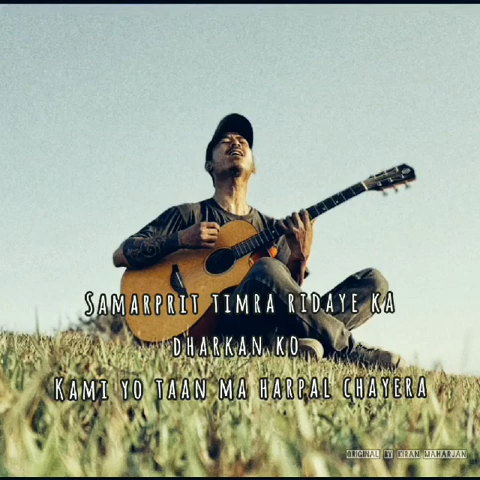 Samarprit timra ridaye ka
dharkan ko
Kami yo taan ma harpal chayera
Original by Kiran Maharjan